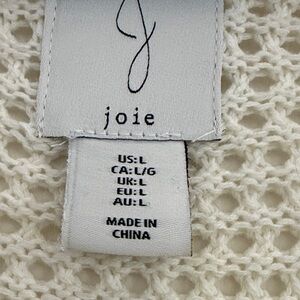 J
joie
US: L
CA: L/G
UK: L
EU: L
AU: L
MADE IN
CHINA